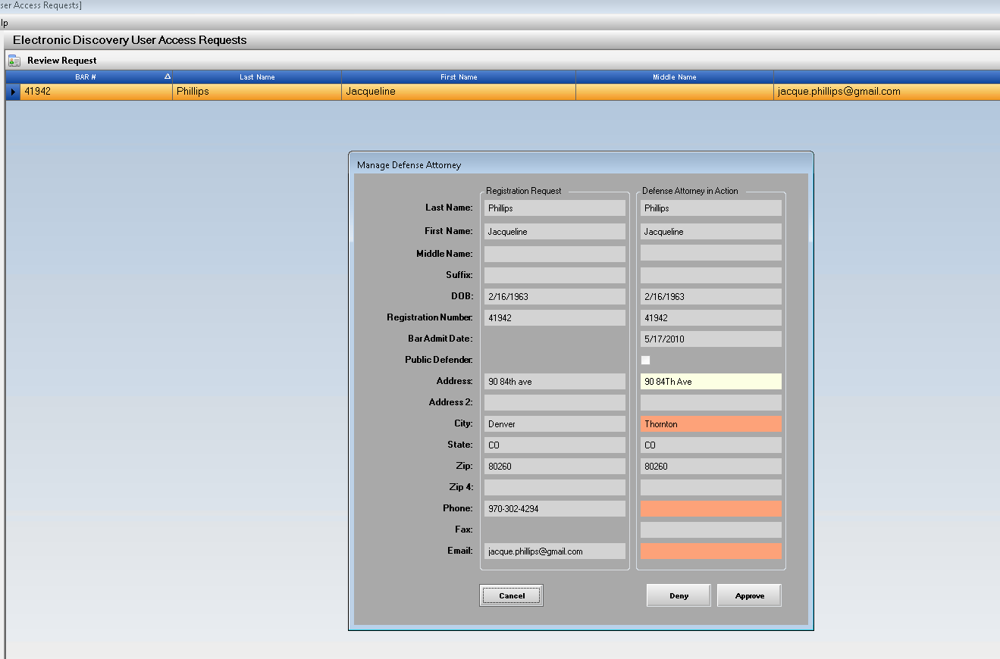 ser Access Requests]
lp
Electronic Discovery User Access Requests
Review Request
BAR # Last Name First Name Middle Name
41942 Phillips Jacqueline jacque.phillips@gmail.com
Manage Defense Attorney
Registration Request Defense Attorney in Action
Last Name: Phillips Phillips
First Name: Jacqueline Jacqueline
Middle Name:
Suffix:
DOB: 2/16/1963 2/16/1963
Registration Number: 41942 41942
Bar Admit Date: 5/17/2010
Public Defender:
Address: 90 84th ave 90 84Th Ave
Address 2:
City: Denver Thornton
State: CO CO
Zip: 80260 80260
Zip 4:
Phone: 970-302-4294
Fax:
Email: jacque.phillips@gmail.com
Cancel Deny Approve